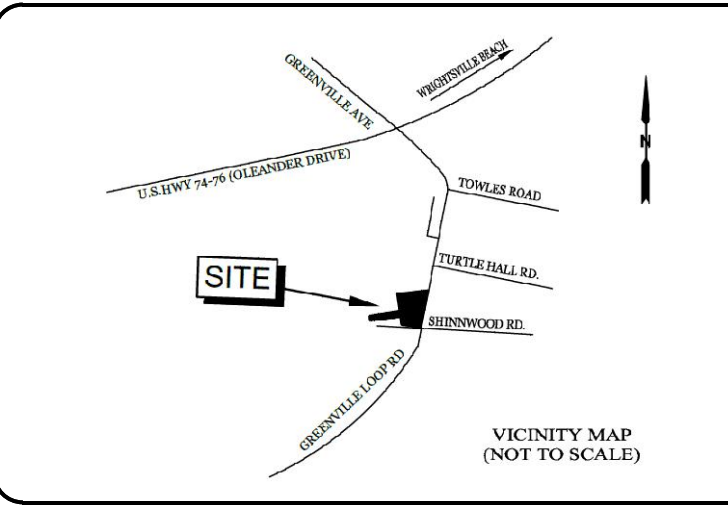 GREENVILLE AVE
WRIGHTSVILLE BEACH
N
U.S.HWY 74-76 (OLEANDER DRIVE)
TOWLES ROAD
TURTLE HALL RD.
SITE
SHINNWOOD RD.
GREENVILLE LOOP RD
VICINITY MAP
(NOT TO SCALE)